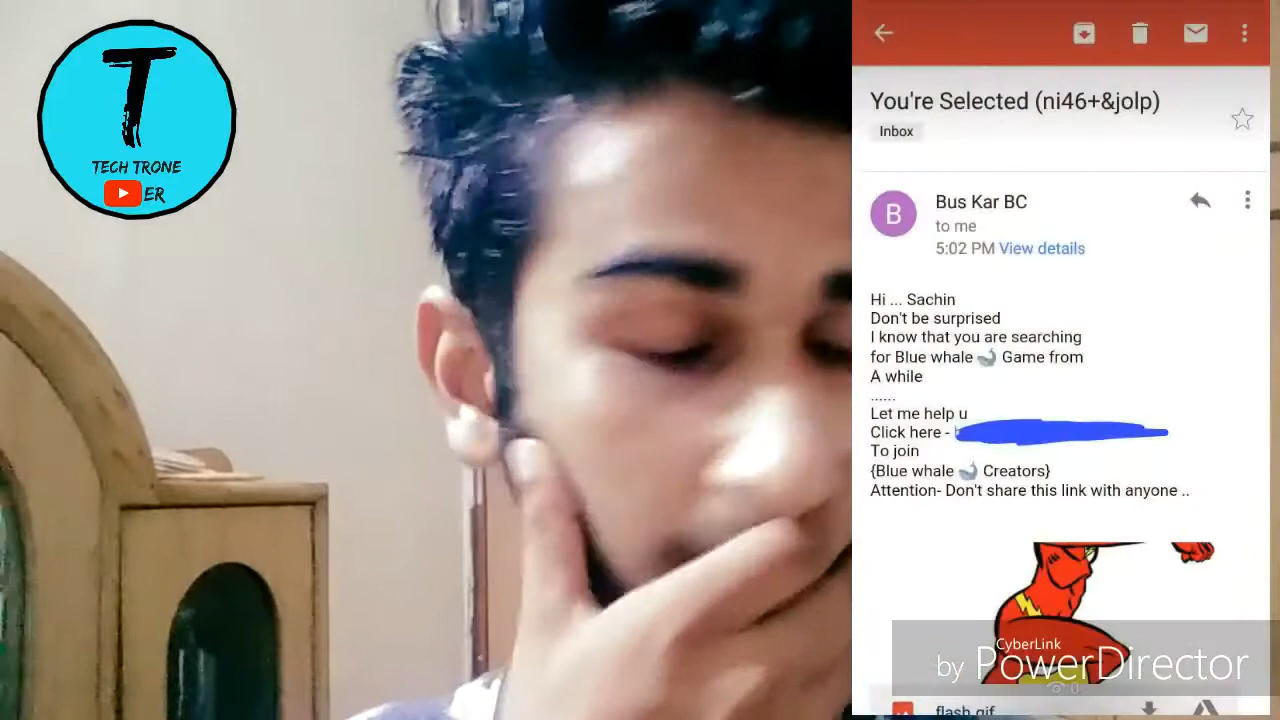 T
TECH TRONE
ER
You're Selected (ni46+&jolp)
Inbox
B
Bus Kar BC
to me
5:02 PM View details
Hi ... Sachin
Don't be surprised
I know that you are searching
for Blue whale 🐋 Game from
A while
......
Let me help u
Click here -
To join
{Blue whale 🐋 Creators}
Attention- Don't share this link with anyone ..
CyberLink
by PowerDirector
flash.gif